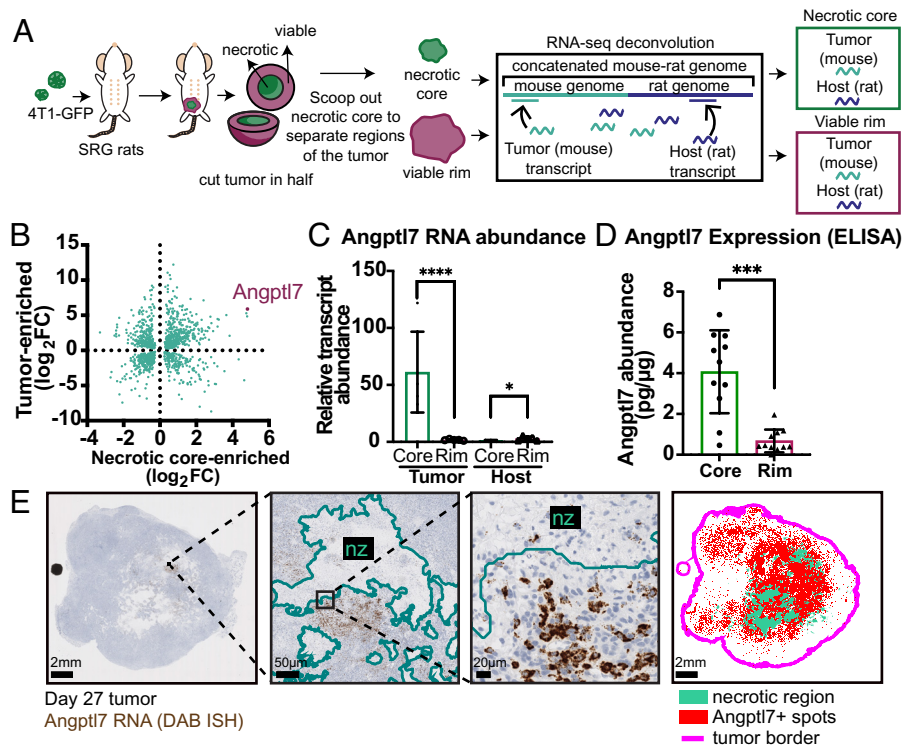 A
4T1-GFP
SRG rats
necrotic
viable
cut tumor in half
Scoop out
necrotic core to
separate regions
of the tumor
necrotic
core
viable rim
RNA-seq deconvolution
concatenated mouse-rat genome
mouse genome
rat genome
Tumor (mouse)
transcript
Host (rat)
transcript
Necrotic core
Tumor
(mouse)
Host (rat)
Viable rim
Tumor
(mouse)
Host (rat)
B
Tumor-enriched
(log2FC)
15
10
5
0
-5
-10
-4
-2
0
2
4
6
Angptl7
Necrotic core-enriched
(log2FC)
C
Angptl7 RNA abundance
Relative transcript
abundance
150
100
50
0
****
*
Core
Rim
Core
Rim
Tumor
Host
D
Angptl7 Expression (ELISA)
Angptl7 abundance
(pg/µg)
8
6
4
2
0
***
Core
Rim
E
2mm
nz
50µm
nz
20µm
2mm
Day 27 tumor
Angptl7 RNA (DAB ISH)
necrotic region
Angptl7+ spots
tumor border